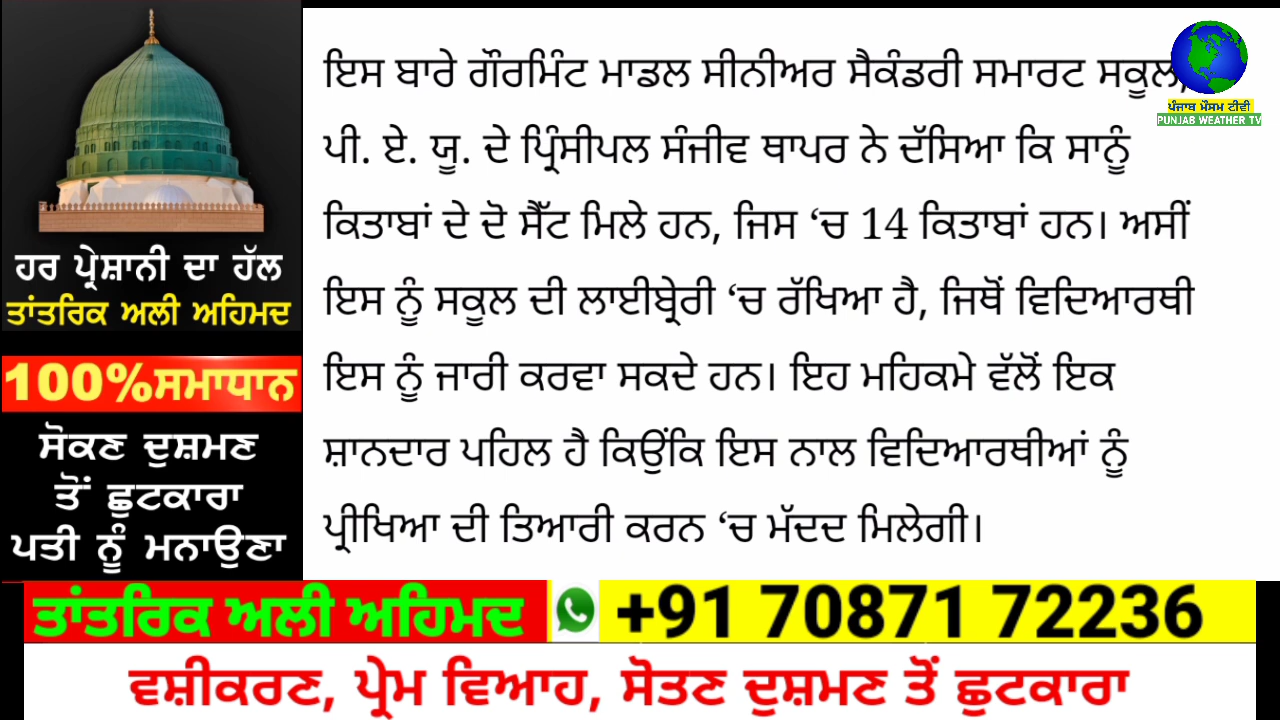 ਇਸ ਬਾਰੇ ਗੌਰਮਿੰਟ ਮਾਡਲ ਸੀਨੀਅਰ ਸੈਕੰਡਰੀ ਸਮਾਰਟ ਸਕੂਲ,
ਪੀ. ਏ. ਯੂ. ਦੇ ਪ੍ਰਿੰਸੀਪਲ ਸੰਜੀਵ ਥਾਪਰ ਨੇ ਦੱਸਿਆ ਕਿ ਸਾਨੂੰ
ਕਿਤਾਬਾਂ ਦੇ ਦੋ ਸੈੱਟ ਮਿਲੇ ਹਨ, ਜਿਸ ‘ਚ 14 ਕਿਤਾਬਾਂ ਹਨ। ਅਸੀਂ
ਇਸ ਨੂੰ ਸਕੂਲ ਦੀ ਲਾਈਬ੍ਰੇਰੀ ‘ਚ ਰੱਖਿਆ ਹੈ, ਜਿਥੋਂ ਵਿਦਿਆਰਥੀ
ਇਸ ਨੂੰ ਜਾਰੀ ਕਰਵਾ ਸਕਦੇ ਹਨ। ਇਹ ਮਹਿਕਮੇ ਵੱਲੋਂ ਇਕ
ਸ਼ਾਨਦਾਰ ਪਹਿਲ ਹੈ ਕਿਉਂਕਿ ਇਸ ਨਾਲ ਵਿਦਿਆਰਥੀਆਂ ਨੂੰ
ਪ੍ਰੀਖਿਆ ਦੀ ਤਿਆਰੀ ਕਰਨ ‘ਚ ਮੱਦਦ ਮਿਲੇਗੀ।
ਪੰਜਾਬ ਮੌਸਮ ਟੀਵੀ
PUNJAB WEATHER TV
ਹਰ ਪ੍ਰੇਸ਼ਾਨੀ ਦਾ ਹੱਲ
ਤਾਂਤਰਿਕ ਅਲੀ ਅਹਿਮਦ
100%ਸਮਾਧਾਨ
ਸੋਕਣ ਦੁਸ਼ਮਣ
ਤੋਂ ਛੁਟਕਾਰਾ
ਪਤੀ ਨੂੰ ਮਨਾਉਣਾ
ਤਾਂਤਰਿਕ ਅਲੀ ਅਹਿਮਦ +91 70871 72236
ਵਸ਼ੀਕਰਣ, ਪ੍ਰੇਮ ਵਿਆਹ, ਸੋਤਣ ਦੁਸ਼ਮਣ ਤੋਂ ਛੁਟਕਾਰਾ